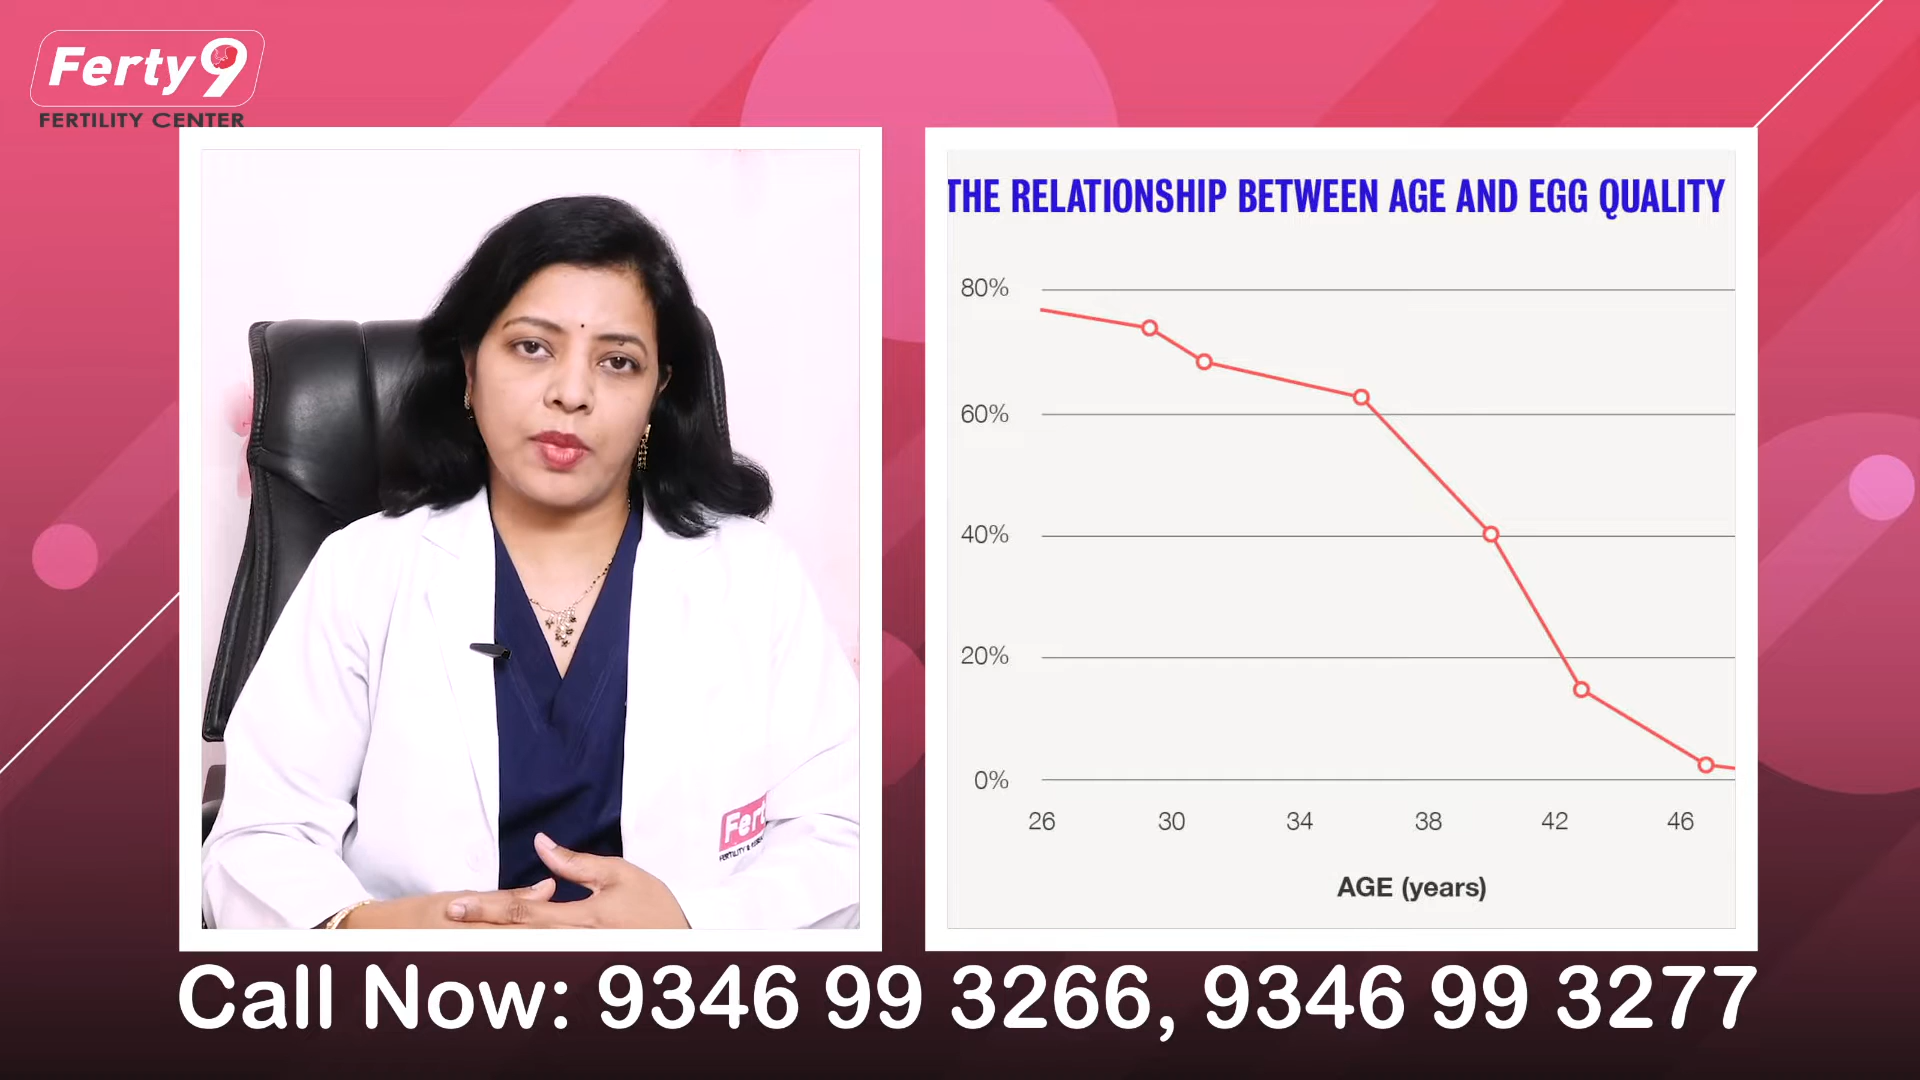 Ferty9
FERTILITY CENTER
THE RELATIONSHIP BETWEEN AGE AND EGG QUALITY
80%
60%
40%
20%
0%
26 30 34 38 42 46
AGE (years)
Fert
Call Now: 9346 99 3266, 9346 99 3277